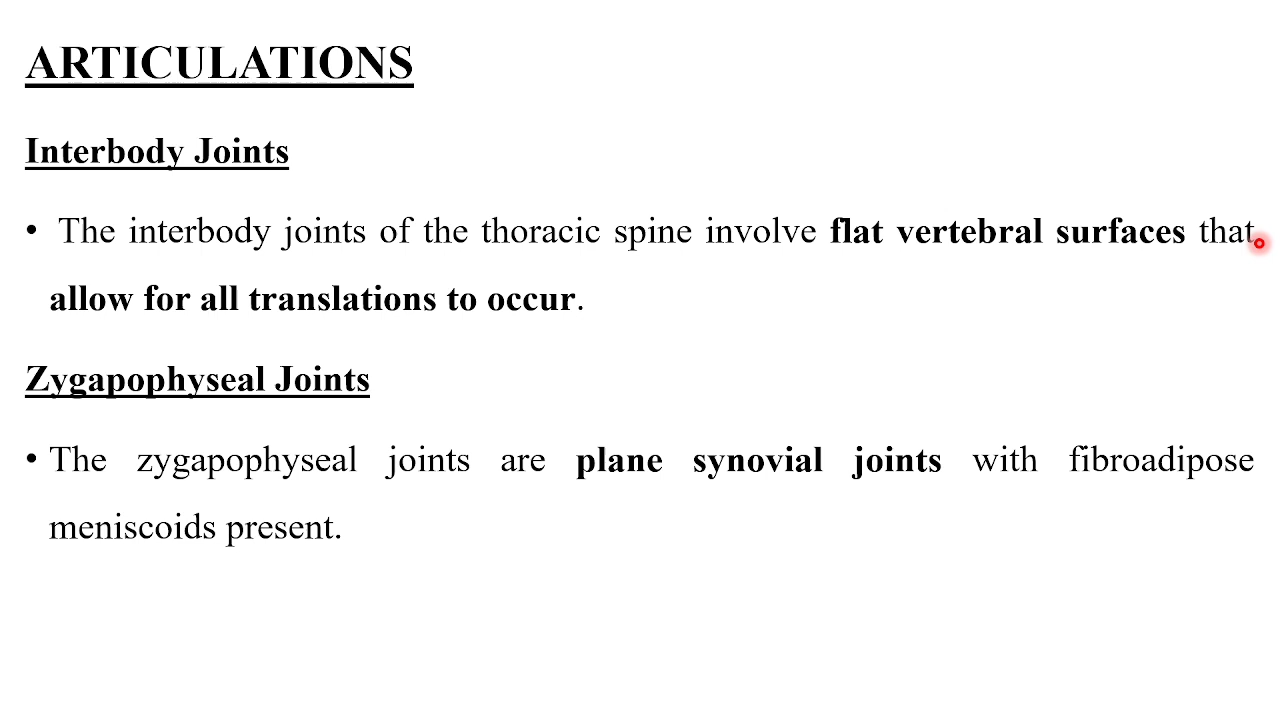 ARTICULATIONS
Interbody Joints
• The interbody joints of the thoracic spine involve flat vertebral surfaces that
allow for all translations to occur.
Zygapophyseal Joints
• The zygapophyseal joints are plane synovial joints with fibroadipose
meniscoids present.